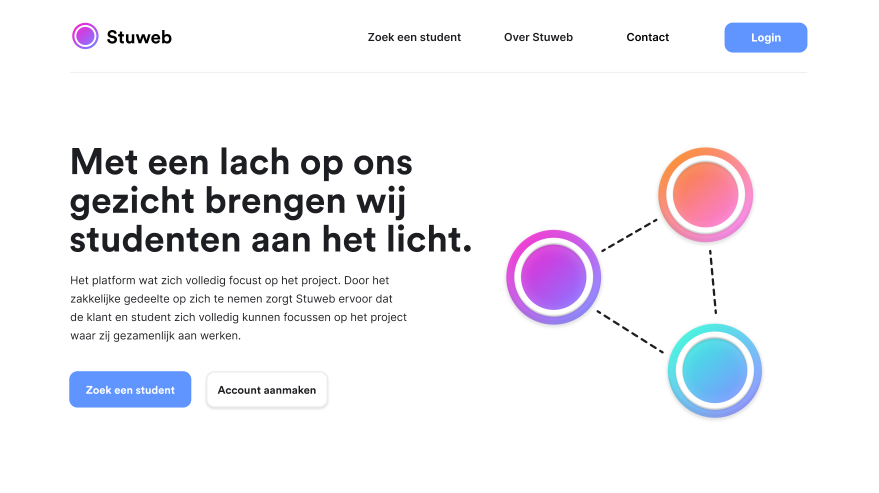 Stuweb
Zoek een student
Over Stuweb
Contact
Login
Met een lach op ons
gezicht brengen wij
studenten aan het licht.
Het platform wat zich volledig focust op het project. Door het
zakkelijke gedeelte op zich te nemen zorgt Stuweb ervoor dat
de klant en student zich volledig kunnen focussen op het project
waar zij gezamenlijk aan werken.
Zoek een student
Account aanmaken